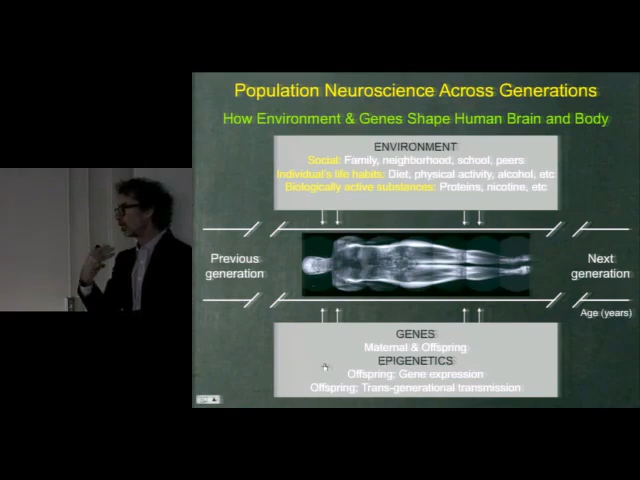 Population Neuroscience Across Generations
How Environment & Genes Shape Human Brain and Body
ENVIRONMENT
Social: Family, neighborhood, school, peers
Individual's life habits: Diet, physical activity, alcohol, etc
Biologically active substances: Proteins, nicotine, etc
Previous
generation
Next
generation
Age (years)
GENES
Maternal & Offspring
EPIGENETICS
Offspring: Gene expression
Offspring: Trans-generational transmission